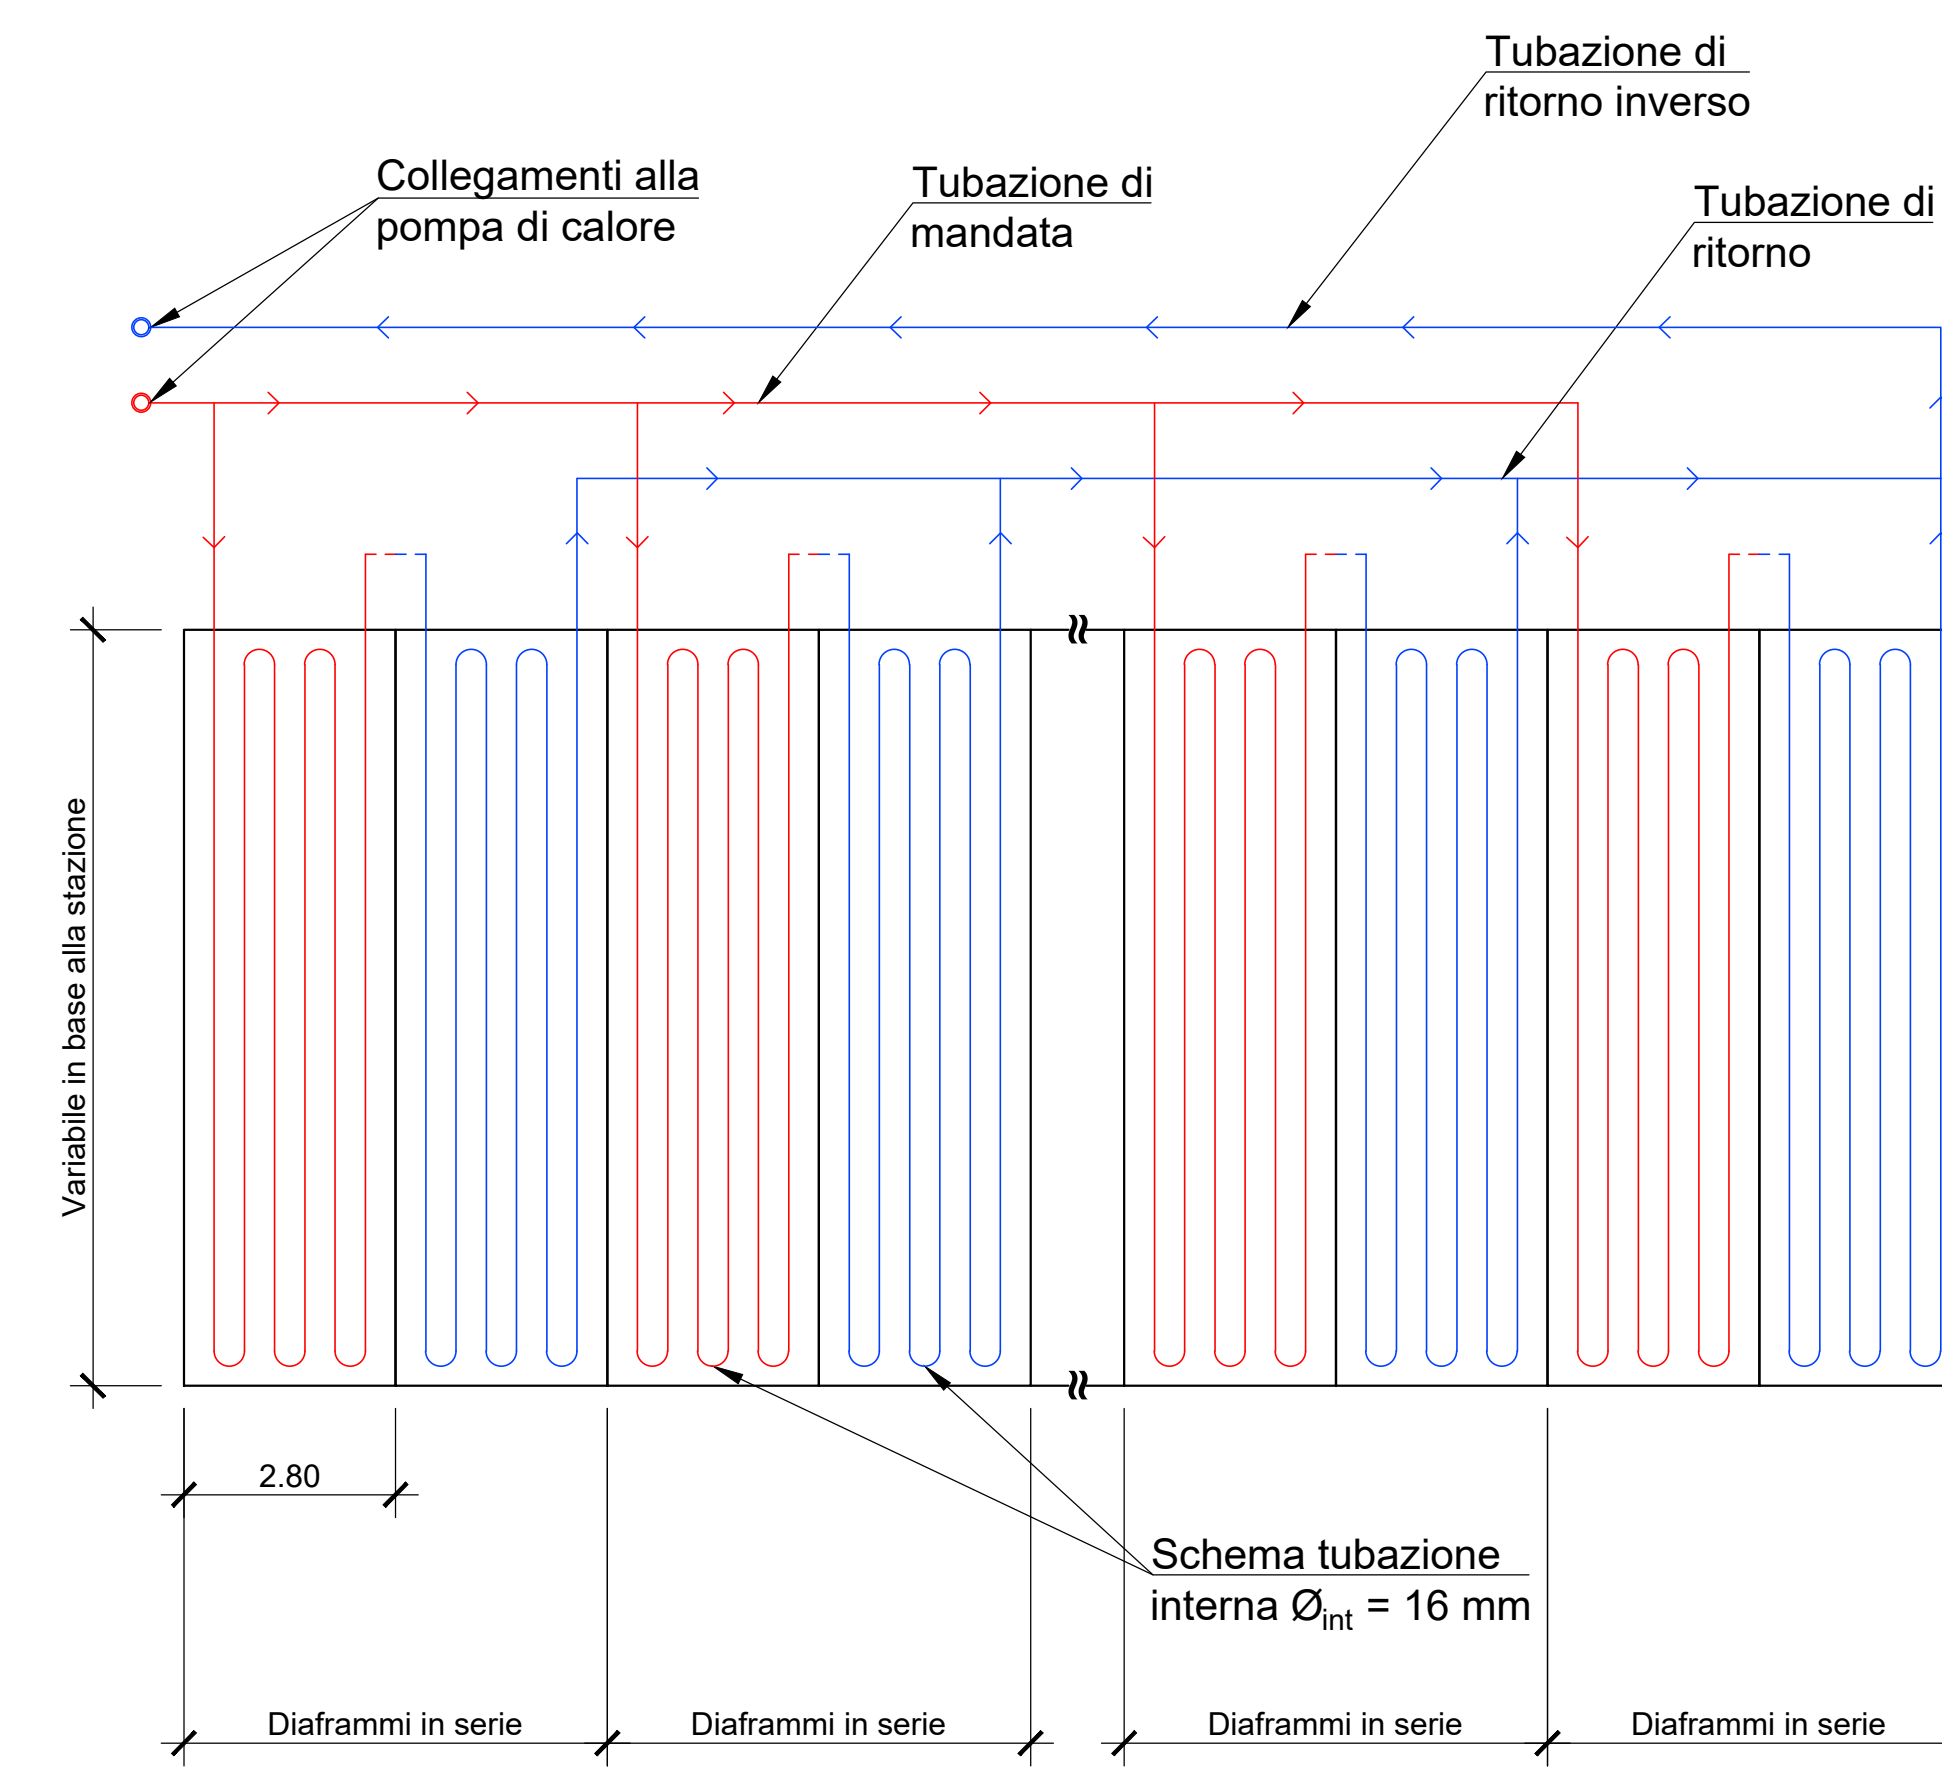 Tubazione di
ritorno inverso
Collegamenti alla
pompa di calore
Tubazione di
mandata
Tubazione di
ritorno
Variabile in base alla stazione
2.80
Schema tubazione
interna Øint = 16 mm
Diaframmi in serie
Diaframmi in serie
Diaframmi in serie
Diaframmi in serie